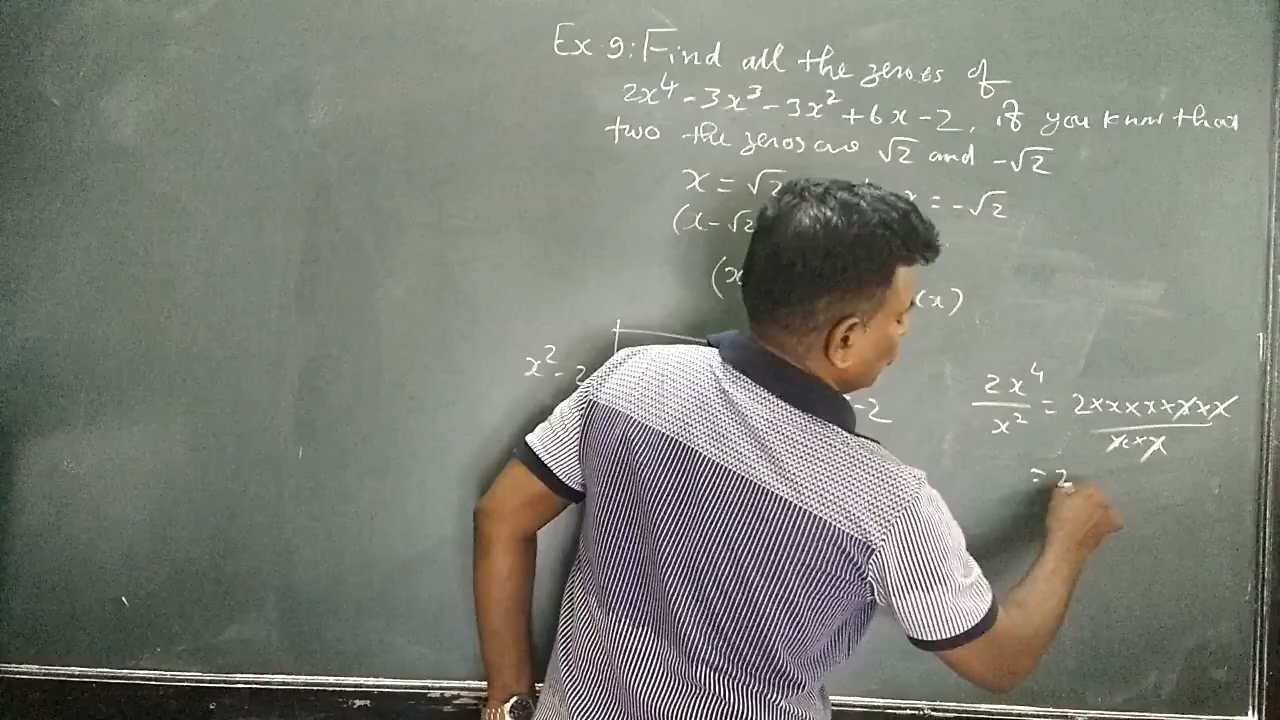 Ex 9: Find all the zeroes of
2x⁴ - 3x³ - 3x² + 6x - 2, if you know that
two the zeros are √2 and -√2
x = √2 x = -√2
(x - √2
(x (x)
x² - 2 -2
2x⁴/x² = 2×x×x×x×x/x×x
= 2